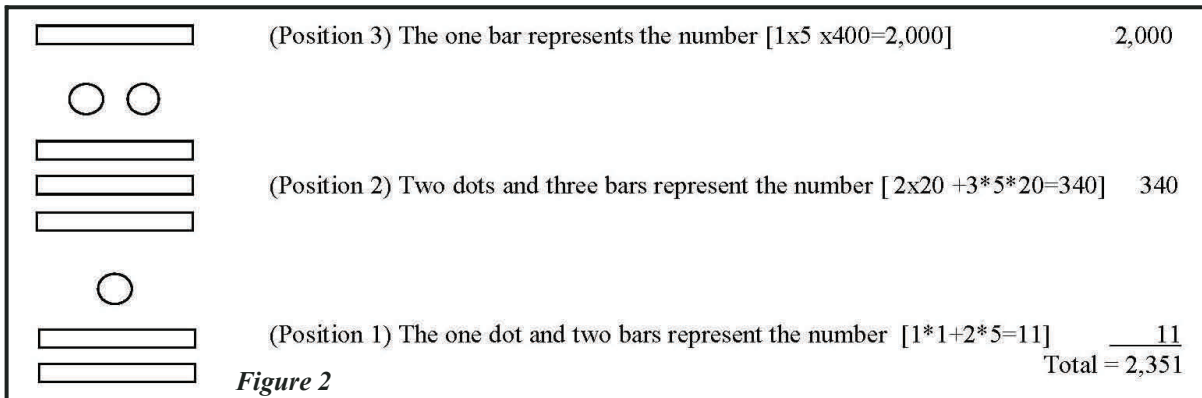 (Position 3) The one bar represents the number [1x5 x400=2,000] 2,000
(Position 2) Two dots and three bars represent the number [ 2x20 +3*5*20=340] 340
(Position 1) The one dot and two bars represent the number [1*1+2*5=11] 11
Total = 2,351
Figure 2